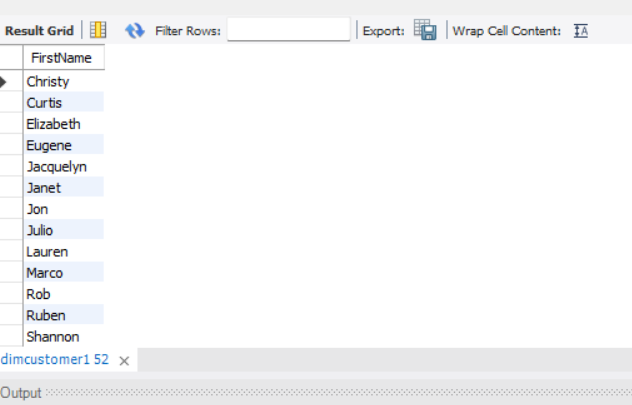 Result Grid Filter Rows: Export: Wrap Cell Content: IA
FirstName
Christy
Curtis
Elizabeth
Eugene
Jacquelyn
Janet
Jon
Julio
Lauren
Marco
Rob
Ruben
Shannon
dimcustomer1 52 ×
Output